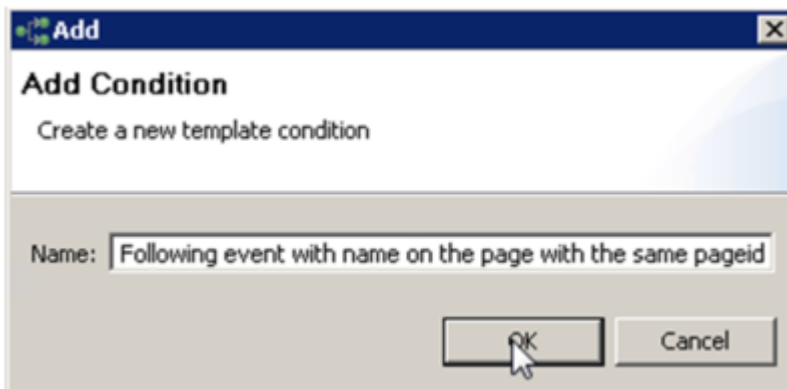 Add
Add Condition
Create a new template condition
Name: Following event with name on the page with the same pageid
OK Cancel